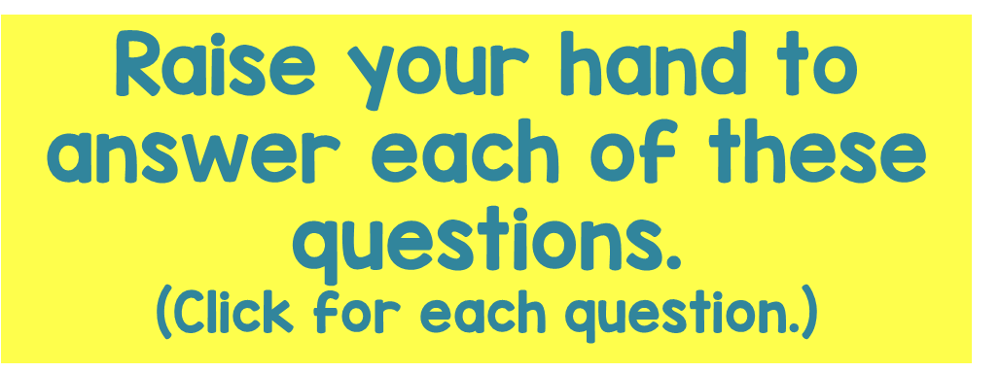 Raise your hand to
answer each of these
questions.
(Click for each question.)